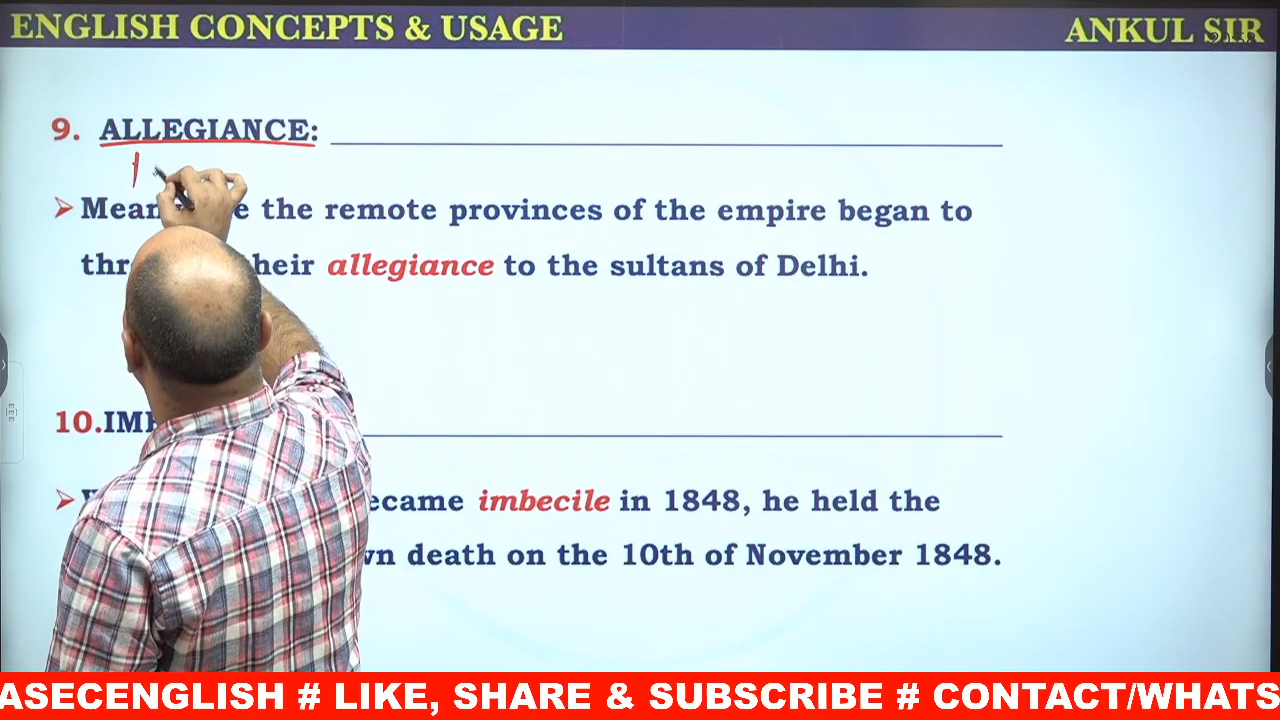 ENGLISH CONCEPTS & USAGE
ANKUL SIR
9. ALLEGIANCE:
the remote provinces of the empire began to
allegiance to the sultans of Delhi.
10.
became imbecile in 1848, he held the
death on the 10th of November 1848.
ASECENGLISH # LIKE, SHARE & SUBSCRIBE # CONTACT/WHATS